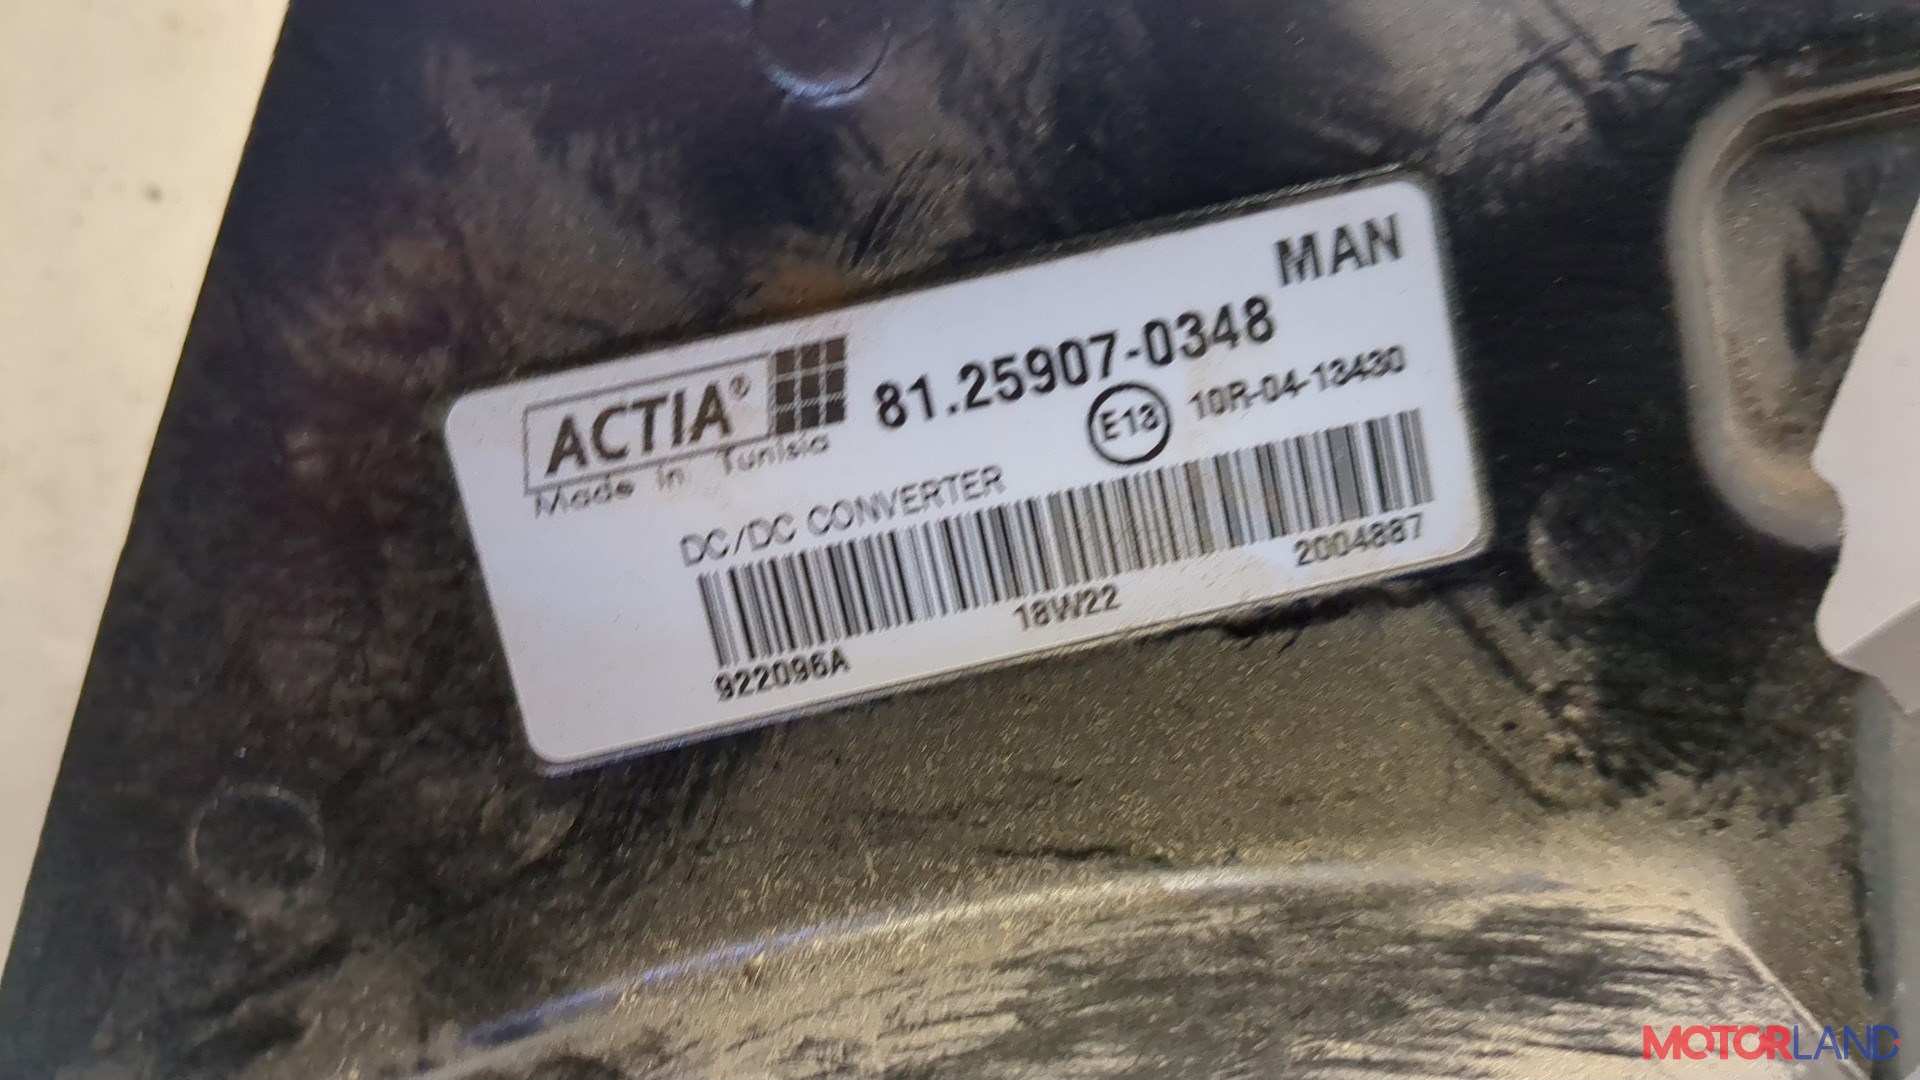 MAN
ACTIA®
81.25907-0348
Made in Tunisia
E13
10R-04-13430
DC/DC CONVERTER
922096A
18W22
2004887
MOTORLAND